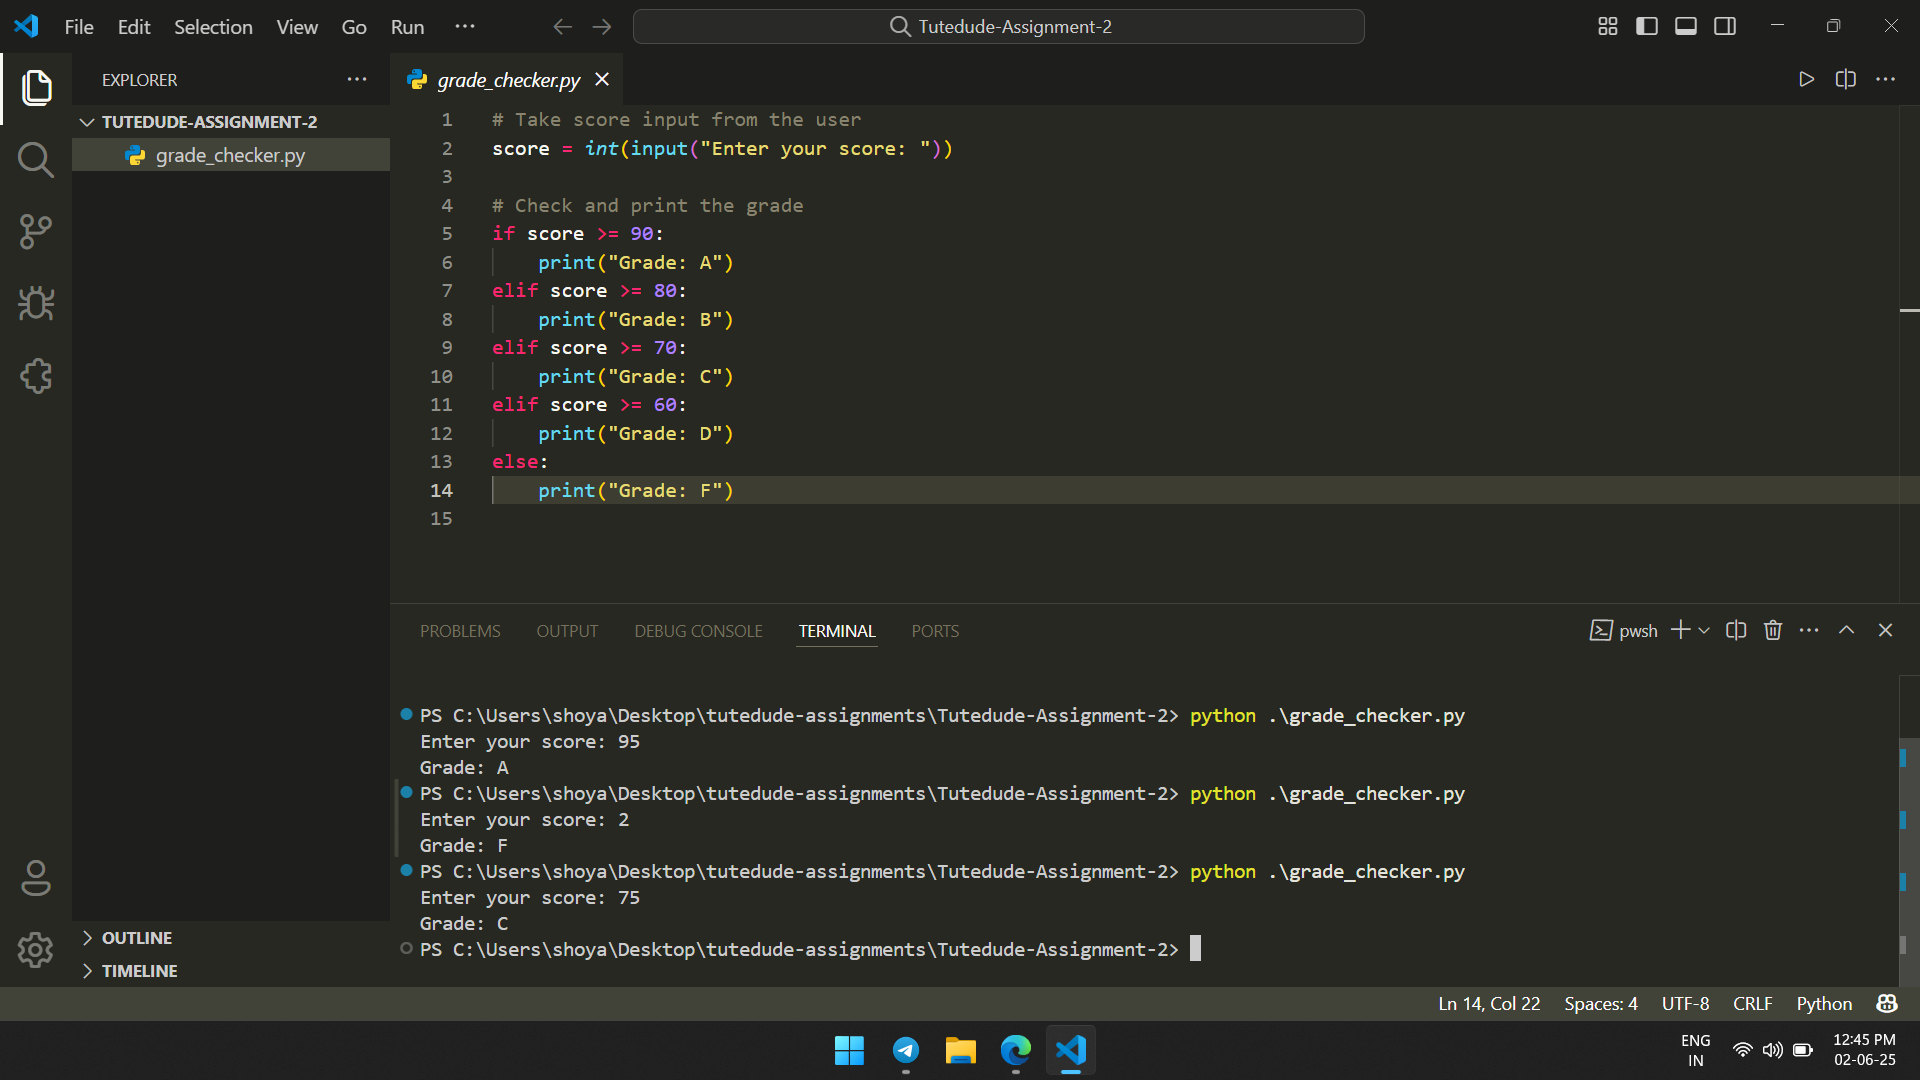 File Edit Selection View Go Run ···
Tutedude-Assignment-2
EXPLORER ···
grade_checker.py
TUTEDUDE-ASSIGNMENT-2
grade_checker.py
1 # Take score input from the user
2 score = int(input("Enter your score: "))
3
4 # Check and print the grade
5 if score >= 90:
6     print("Grade: A")
7 elif score >= 80:
8     print("Grade: B")
9 elif score >= 70:
10     print("Grade: C")
11 elif score >= 60:
12     print("Grade: D")
13 else:
14     print("Grade: F")
15
PROBLEMS OUTPUT DEBUG CONSOLE TERMINAL PORTS
pwsh
PS C:\Users\shoya\Desktop\tutedude-assignments\Tutedude-Assignment-2> python .\grade_checker.py
Enter your score: 95
Grade: A
PS C:\Users\shoya\Desktop\tutedude-assignments\Tutedude-Assignment-2> python .\grade_checker.py
Enter your score: 2
Grade: F
PS C:\Users\shoya\Desktop\tutedude-assignments\Tutedude-Assignment-2> python .\grade_checker.py
Enter your score: 75
Grade: C
PS C:\Users\shoya\Desktop\tutedude-assignments\Tutedude-Assignment-2>
OUTLINE
TIMELINE
Ln 14, Col 22 Spaces: 4 UTF-8 CRLF Python
ENG
IN
12:45 PM
02-06-25